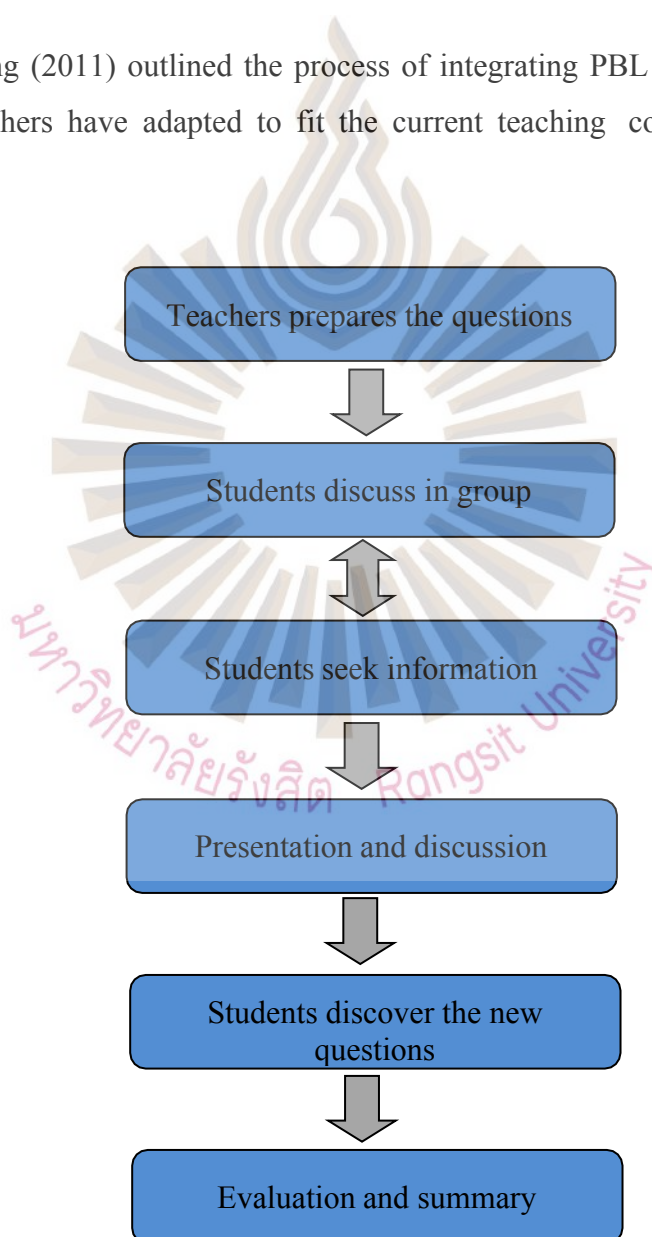 ng (2011) outlined the process of integrating PBL
hers have adapted to fit the current teaching co
Teachers prepares the questions
Students discuss in group
Students seek information
มหาวิทยาลัยรังสิต Rangsit University
Presentation and discussion
Students discover the new
questions
Evaluation and summary